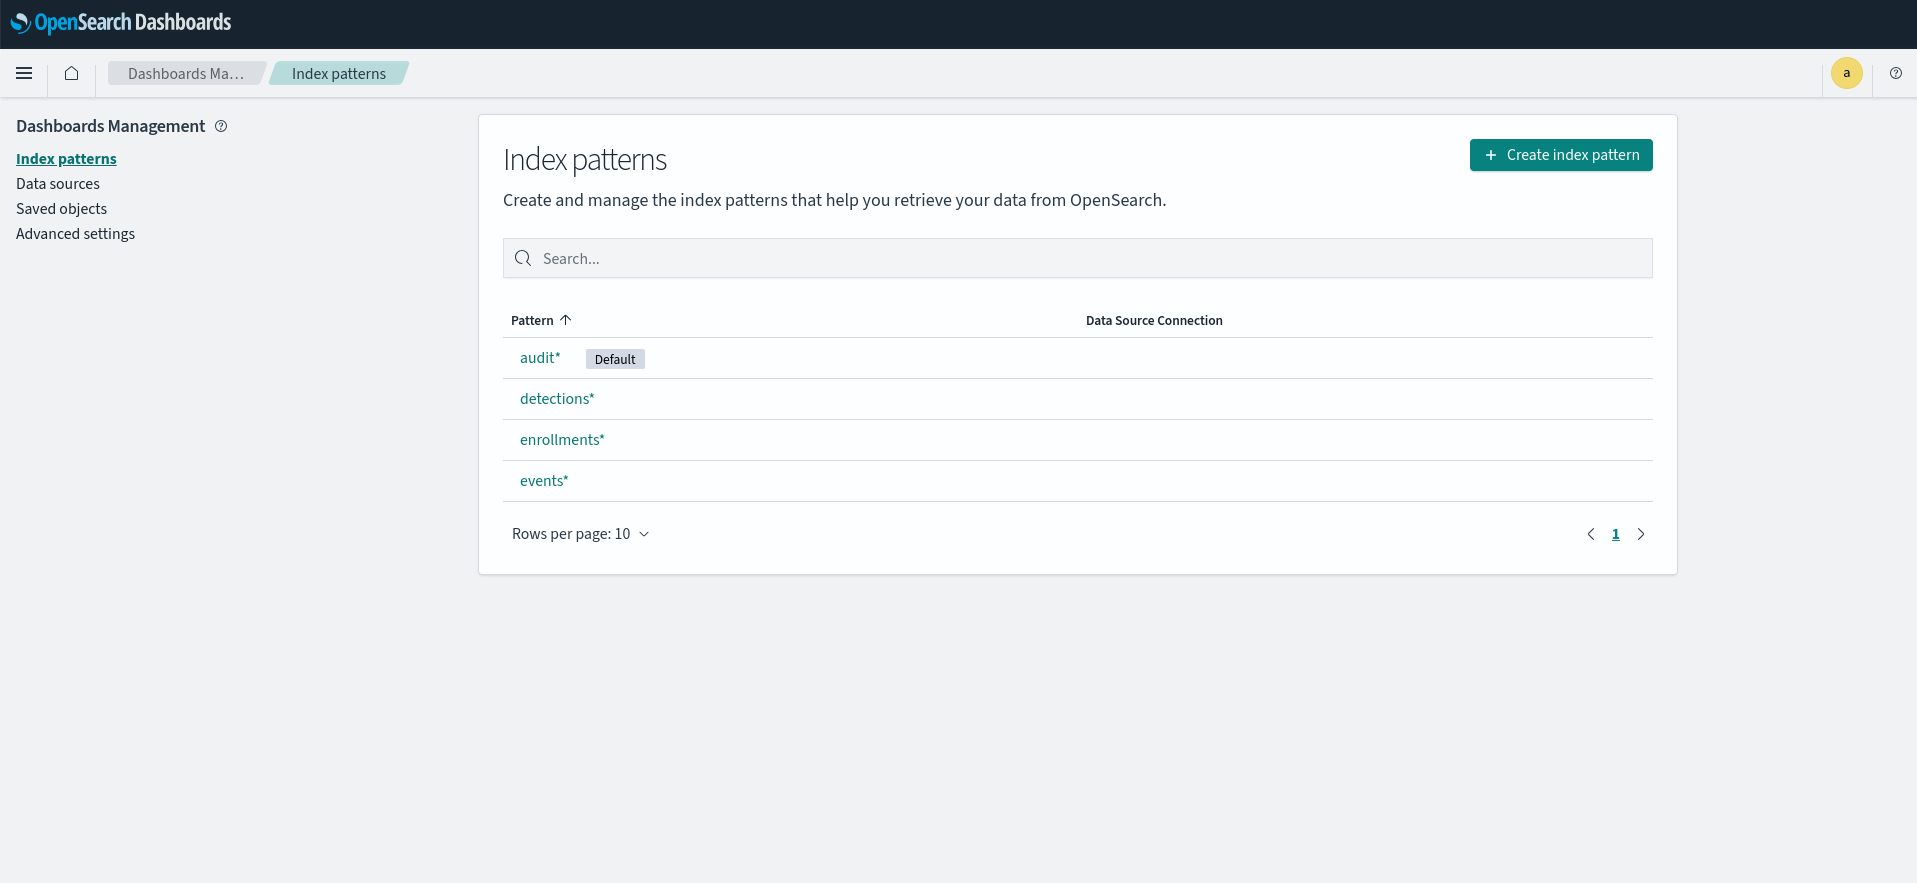 OpenSearch Dashboards
Dashboards Ma...
Index patterns
a
Dashboards Management
Index patterns
Data sources
Saved objects
Advanced settings
Index patterns
Create index pattern
Create and manage the index patterns that help you retrieve your data from OpenSearch.
Search...
Pattern
Data Source Connection
audit*
Default
detections*
enrollments*
events*
Rows per page: 10
1